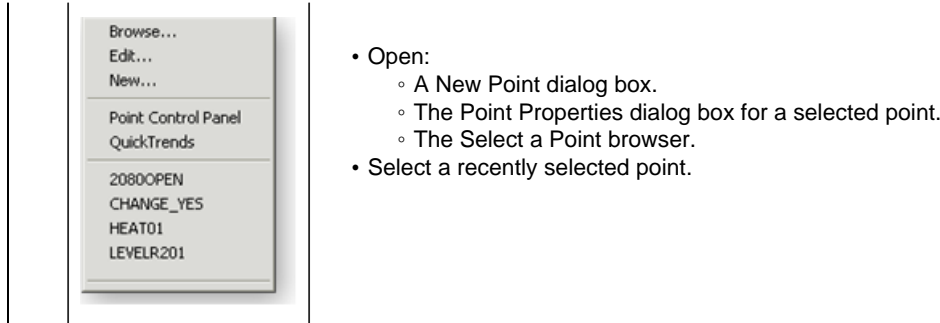 Browse...
Edit...
New...
Point Control Panel
QuickTrends
2080OPEN
CHANGE_YES
HEAT01
LEVELR201
• Open:
◦ A New Point dialog box.
◦ The Point Properties dialog box for a selected point.
◦ The Select a Point browser.
• Select a recently selected point.